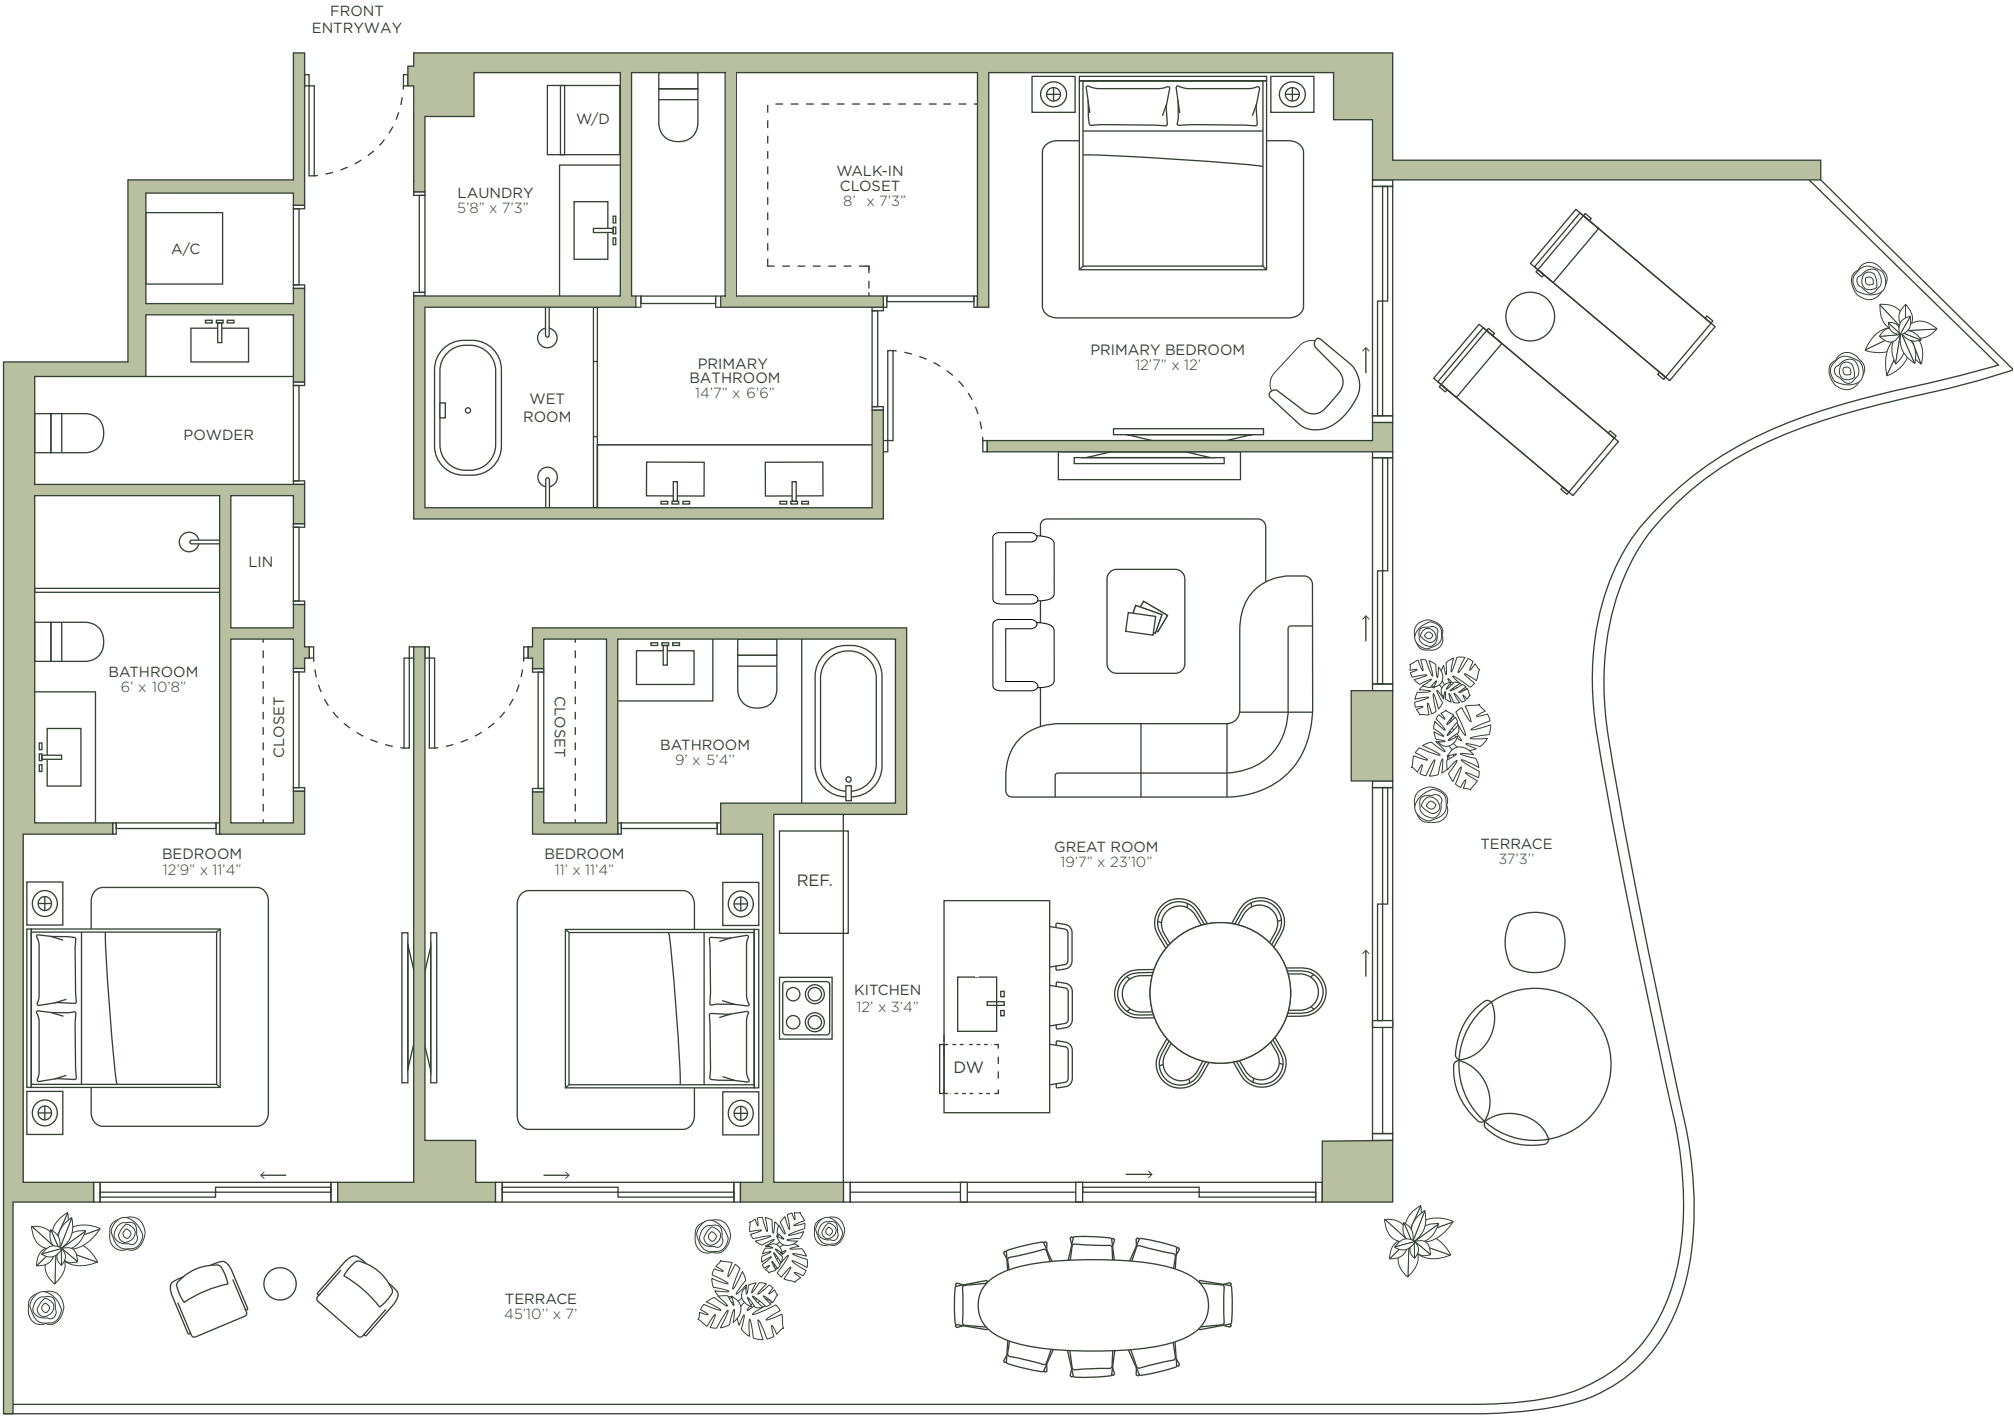 FRONT
ENTRYWAY
W/D
LAUNDRY
5'8" x 7'3"
WALK-IN
CLOSET
8' x 7'3"
A/C
PRIMARY BEDROOM
12'7" x 12'
PRIMARY
BATHROOM
14'7" x 6'6"
WET
ROOM
POWDER
LIN
BATHROOM
6' x 10'8"
CLOSET
CLOSET
BATHROOM
9' x 5'4"
BEDROOM
12'9" x 11'4"
BEDROOM
11' x 11'4"
REF.
GREAT ROOM
19'7" x 23'10"
TERRACE
37'3"
KITCHEN
12' x 3'4"
DW
TERRACE
45'10" x 7'